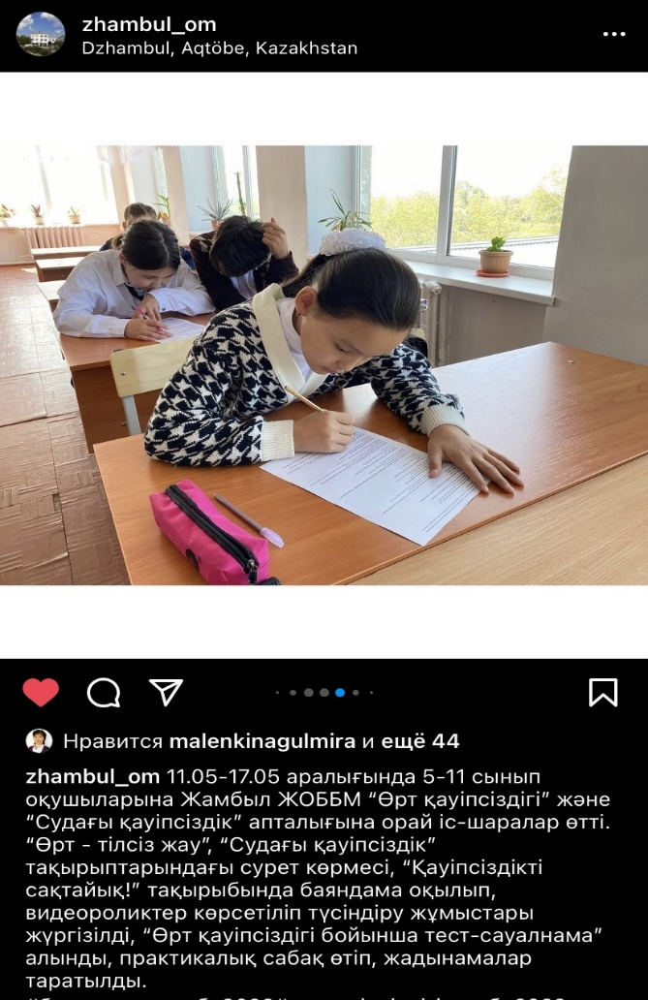 zhambul_om
Dzhambul, Aqtöbe, Kazakhstan
Нравится malenkinagulmira и ещё 44
zhambul_om 11.05-17.05 аралығында 5-11 сынып
оқушыларына Жамбыл ЖОББМ “Өрт қауіпсіздігі” және
“Судағы қауіпсіздік” апталығына орай іс-шаралар өтті.
“Өрт - тілсіз жау”, “Судағы қауіпсіздік”
тақырыптарындағы сурет көрмесі, “Қауіпсіздікті
сақтайық!” тақырыбында баяндама оқылып,
видеороликтер көрсетіліп түсіндіру жұмыстары
жүргізілді, “Өрт қауіпсіздігі бойынша тест-сауалнама”
алынды, практикалық сабақ өтіп, жадынамалар
таратылды.